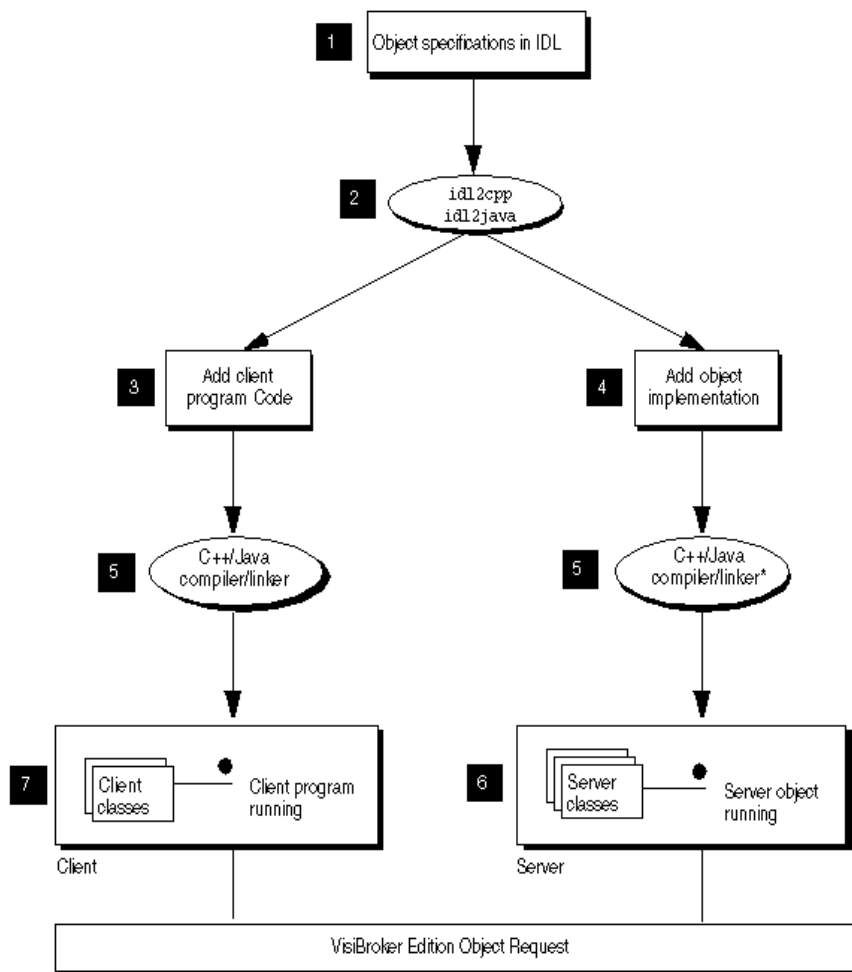 1
Object specifications in IDL
2
idl2cpp
idl2java
3
Add client
program Code
4
Add object
implementation
5
C++/Java
compiler/linker
5
C++/Java
compiler/linker*
7
Client
classes
Client program
running
Client
6
Server
classes
Server object
running
Server
VisiBroker Edition Object Request